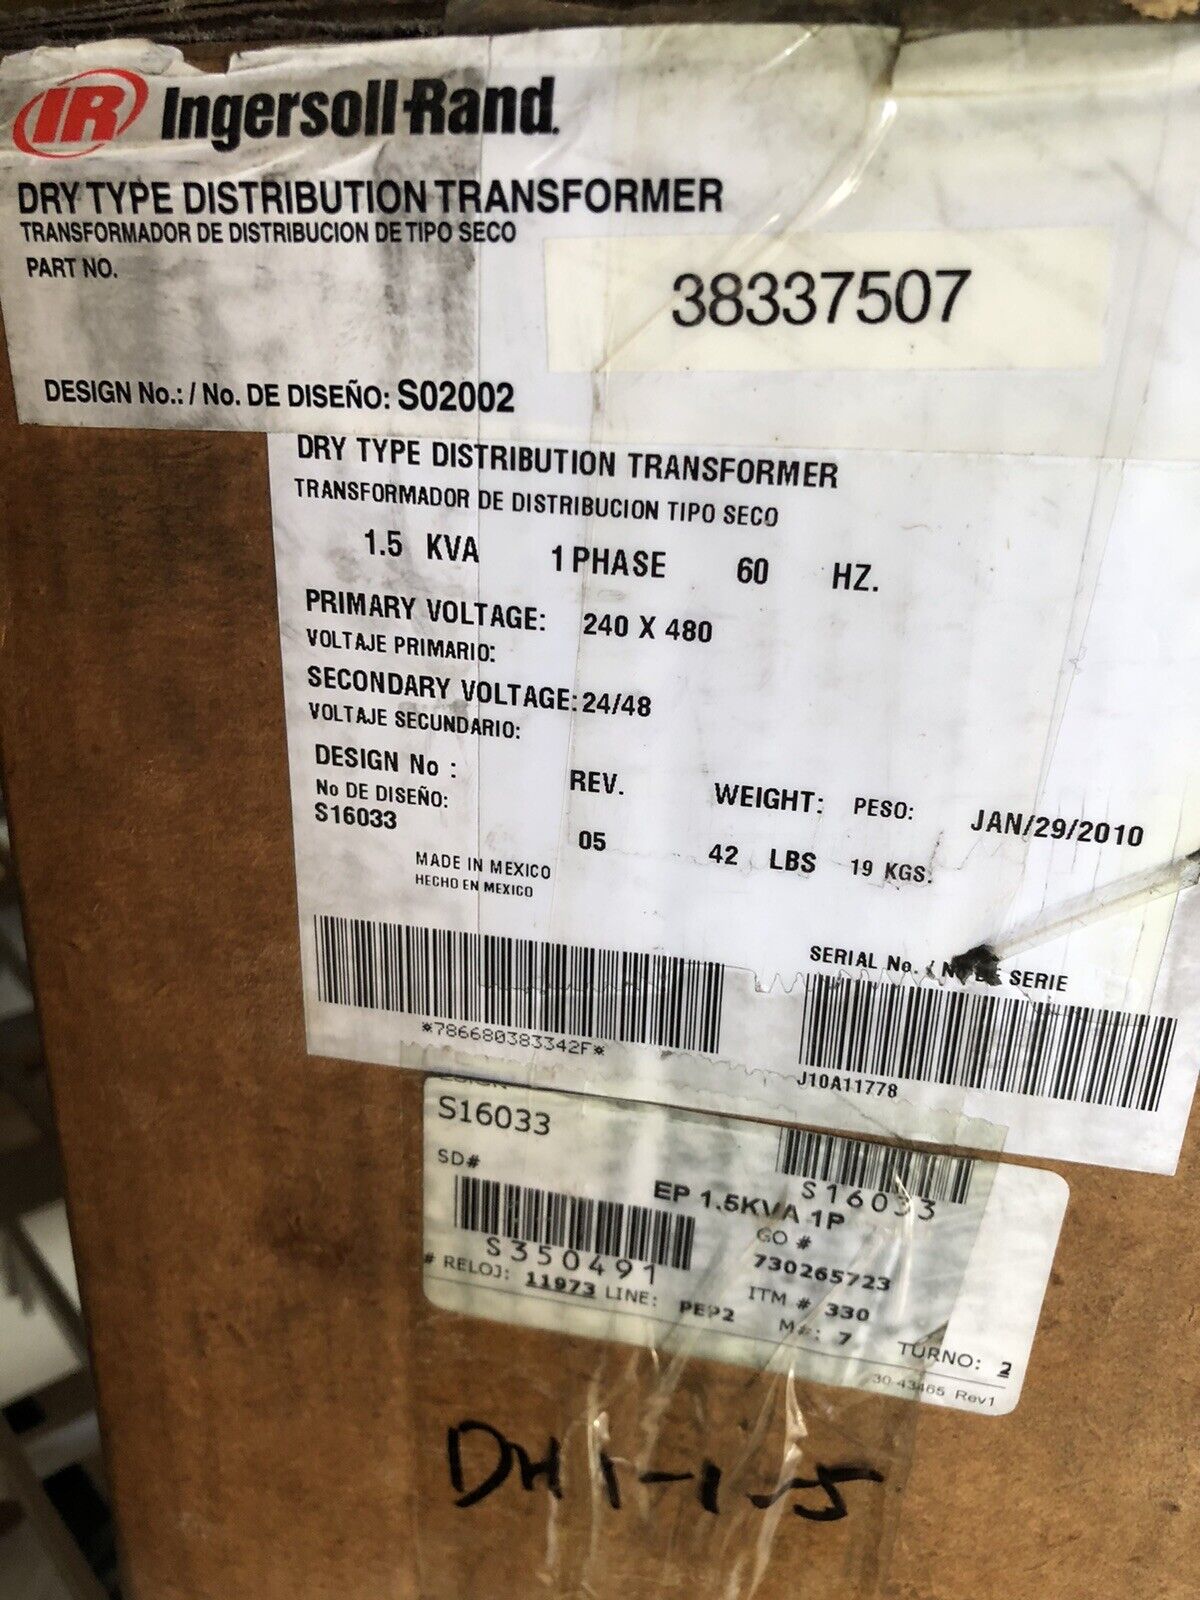 IR Ingersoll-Rand.
DRY TYPE DISTRIBUTION TRANSFORMER
TRANSFORMADOR DE DISTRIBUCION DE TIPO SECO
PART NO.
38337507
DESIGN No.: / No. DE DISEÑO: S02002
DRY TYPE DISTRIBUTION TRANSFORMER
TRANSFORMADOR DE DISTRIBUCION TIPO SECO
1.5 KVA 1 PHASE 60 HZ.
PRIMARY VOLTAGE: 240 X 480
VOLTAJE PRIMARIO:
SECONDARY VOLTAGE: 24/48
VOLTAJE SECUNDARIO:
DESIGN No : REV. WEIGHT: PESO: JAN/29/2010
No DE DISEÑO:
S16033 05 42 LBS 19 KGS.
MADE IN MEXICO
HECHO EN MEXICO
SERIAL No. / No DE SERIE
*786680383342F*
J10A11778
S16033
SD#
S16033
EP 1.5KVA 1P
S350491
GO #
730265723
# RELOJ: 11973 LINE: PEP2
ITM # 330
M#: 7
TURNO: 2
30-43465 Rev1
DH1-1-5